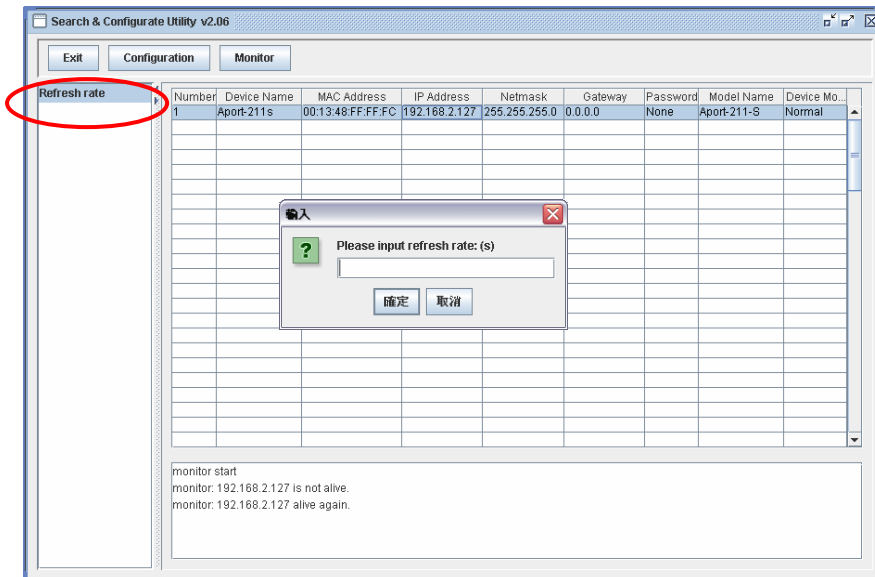 Search & Configurate Utility v2.06
Exit Configuration Monitor
Refresh rate
Number Device Name MAC Address IP Address Netmask Gateway Password Model Name Device Mo...
1 Aport-211s 00:13:48:FF:FF:FC 192.168.2.127 255.255.255.0 0.0.0.0 None Aport-211-S Normal
輸入
Please input refresh rate: (s)
確定 取消
monitor start
monitor: 192.168.2.127 is not alive.
monitor: 192.168.2.127 alive again.